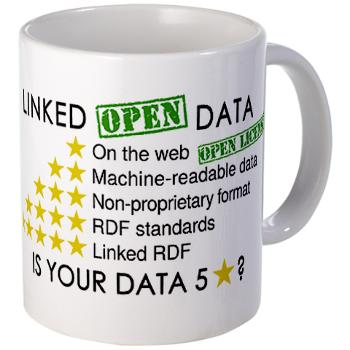 LINKED OPEN DATA
On the web OPEN LICENS
Machine-readable data
Non-proprietary format
RDF standards
Linked RDF
IS YOUR DATA 5 ★ ?